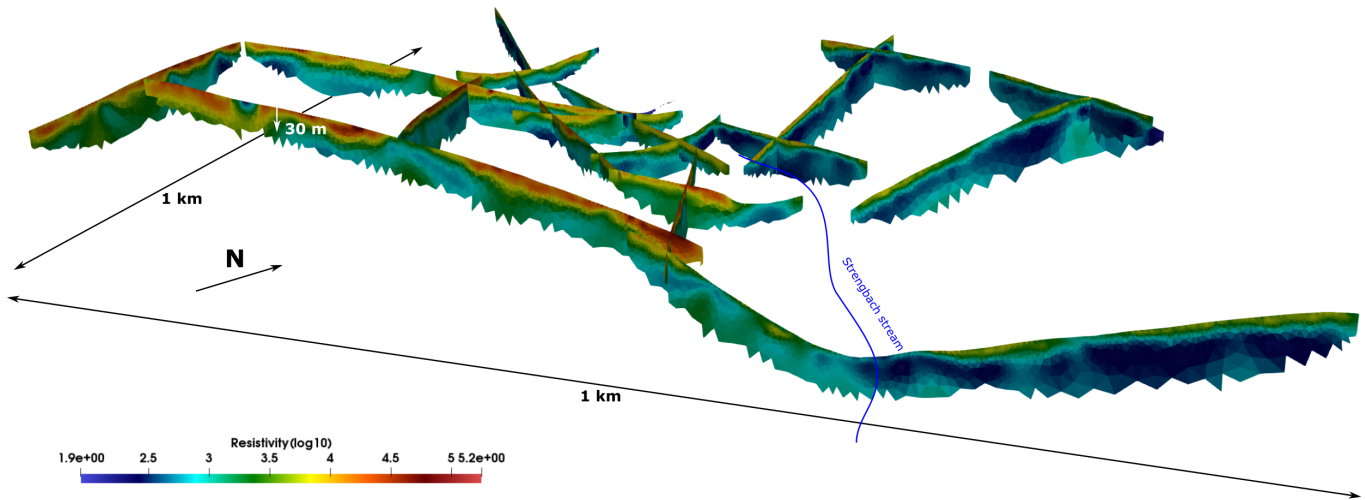 30 m
1 km
N
Strengbach stream
1 km
Resistivity(log10)
1.9e+00 2.5 3 3.5 4 4.5 5 5.2e+00